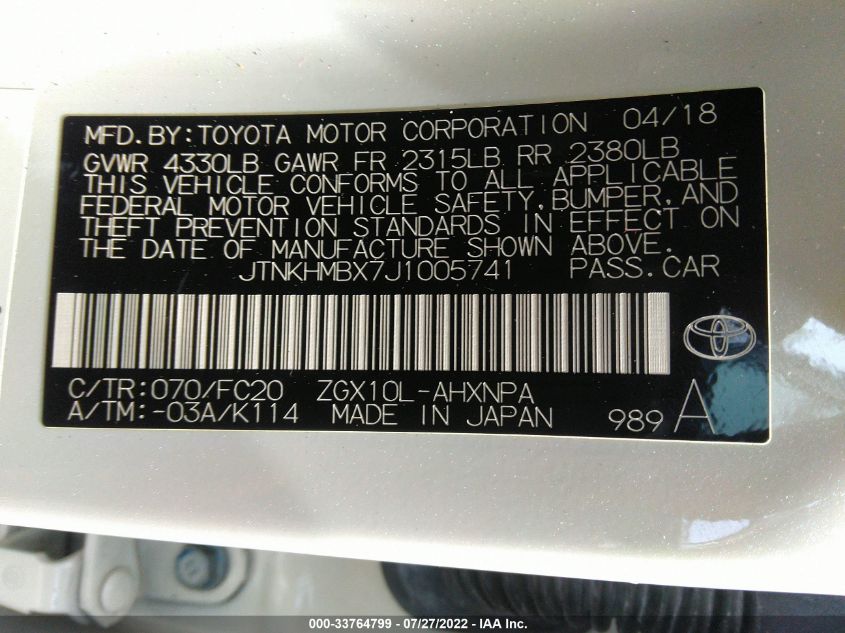 MFD.BY:TOYOTA MOTOR CORPORATION 04/18
GVWR 4330LB GAWR FR 2315LB RR 2380LB
THIS VEHICLE CONFORMS TO ALL APPLICABLE
FEDERAL MOTOR VEHICLE SAFETY,BUMPER,AND
THEFT PREVENTION STANDARDS IN EFFECT ON
THE DATE OF MANUFACTURE SHOWN ABOVE.
JTNKHMBX7J1005741 PASS.CAR
C/TR:070/FC20 ZGX10L-AHXNPA
A/TM:-03A/K114 MADE IN JAPAN 989 A
000-33764799 - 07/27/2022 - IAA Inc.